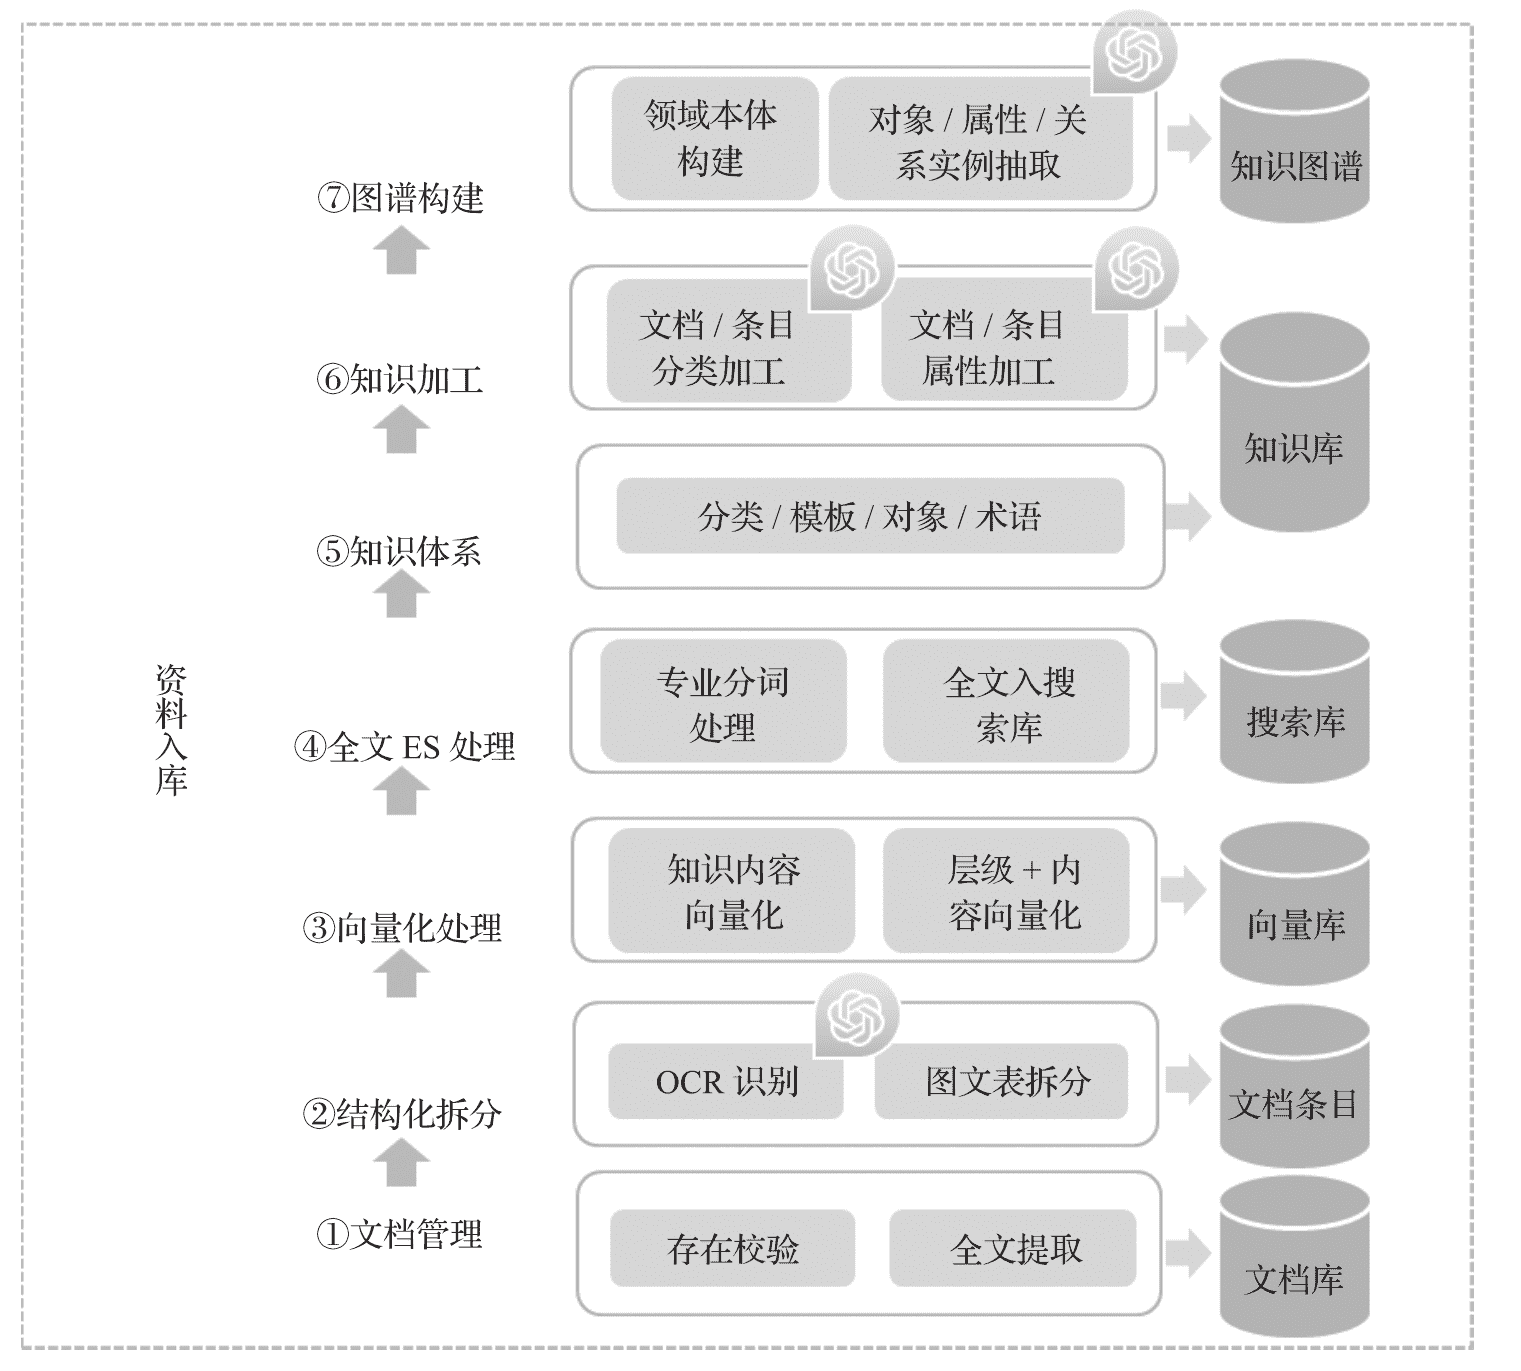 领域本体
构建
对象 / 属性 / 关
系实例抽取
知识图谱
⑦图谱构建
文档 / 条目
分类加工
文档 / 条目
属性加工
⑥知识加工
知识库
分类 / 模板 / 对象 / 术语
⑤知识体系
资料入库
专业分词
处理
全文入搜
索库
搜索库
④全文 ES 处理
知识内容
向量化
层级 + 内
容向量化
向量库
③向量化处理
OCR 识别
图文表拆分
文档条目
②结构化拆分
存在校验
全文提取
文档库
①文档管理